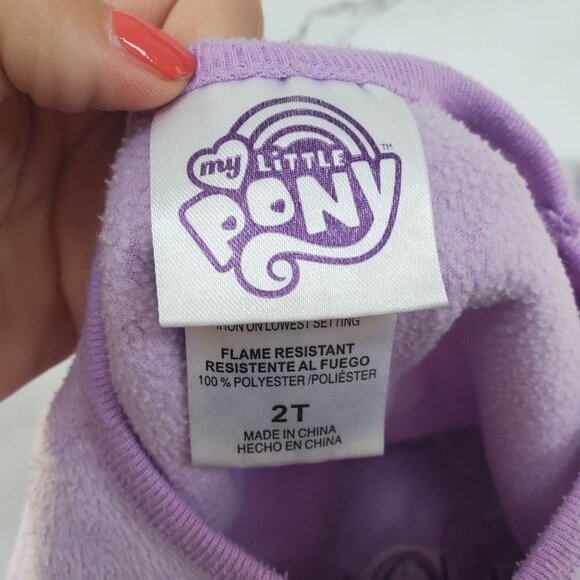 my LiTTLE
PONY
TM
IRON ON LOWEST SETTING
FLAME RESISTANT
RESISTENTE AL FUEGO
100% POLYESTER/POLIÉSTER
2T
MADE IN CHINA
HECHO EN CHINA